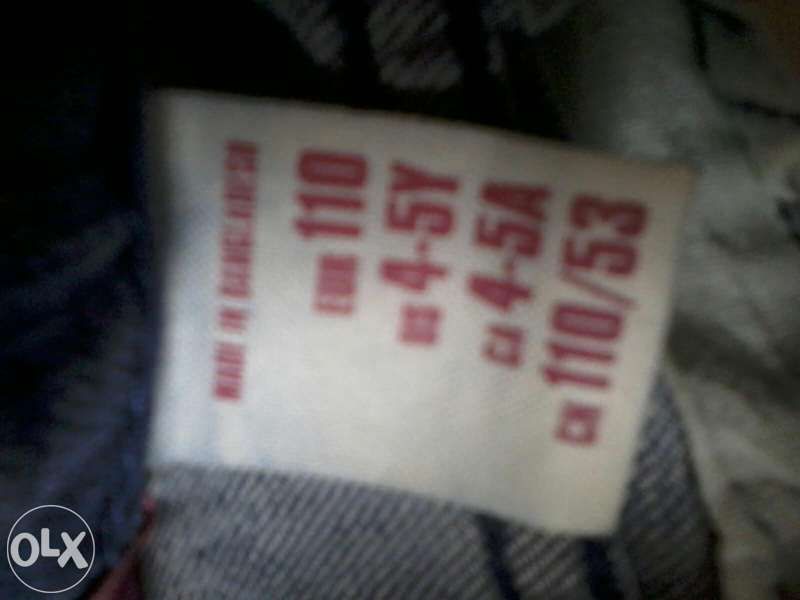 MADE IN BANGLADESH
EUR 110
US 4-5Y
CA 4-5A
CN 110/53
OLX